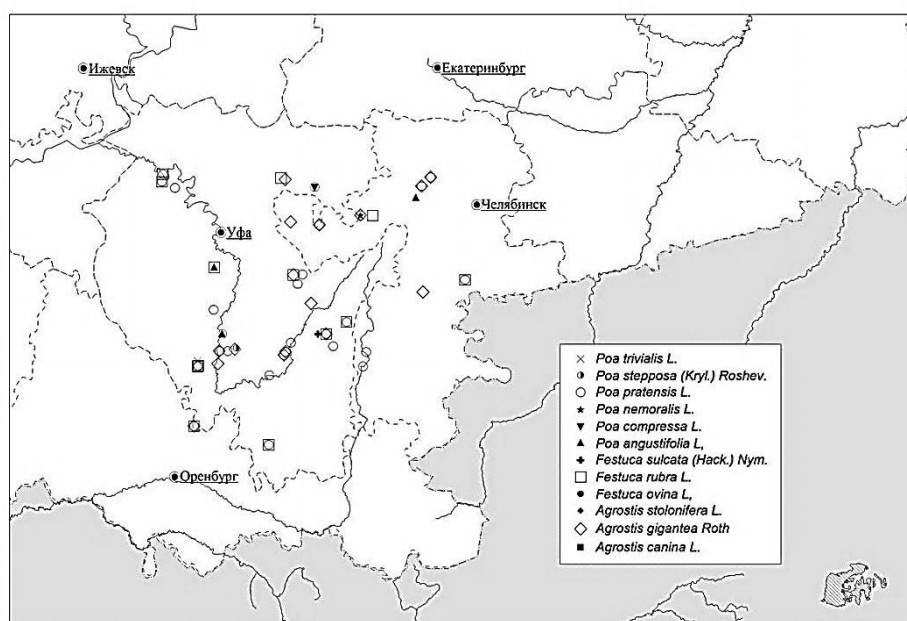 Ижевск
Екатеринбург
Челябинск
Уфа
Оренбург
Poa trivialis L.
Poa stepposa (Kryl.) Roshev.
Poa pratensis L.
Poa nemoralis L.
Poa compressa L.
Poa angustifolia L,
Festuca sulcata (Hack.) Nym.
Festuca rubra L.
Festuca ovina L,
Agrostis stolonifera L.
Agrostis gigantea Roth
Agrostis canina L.